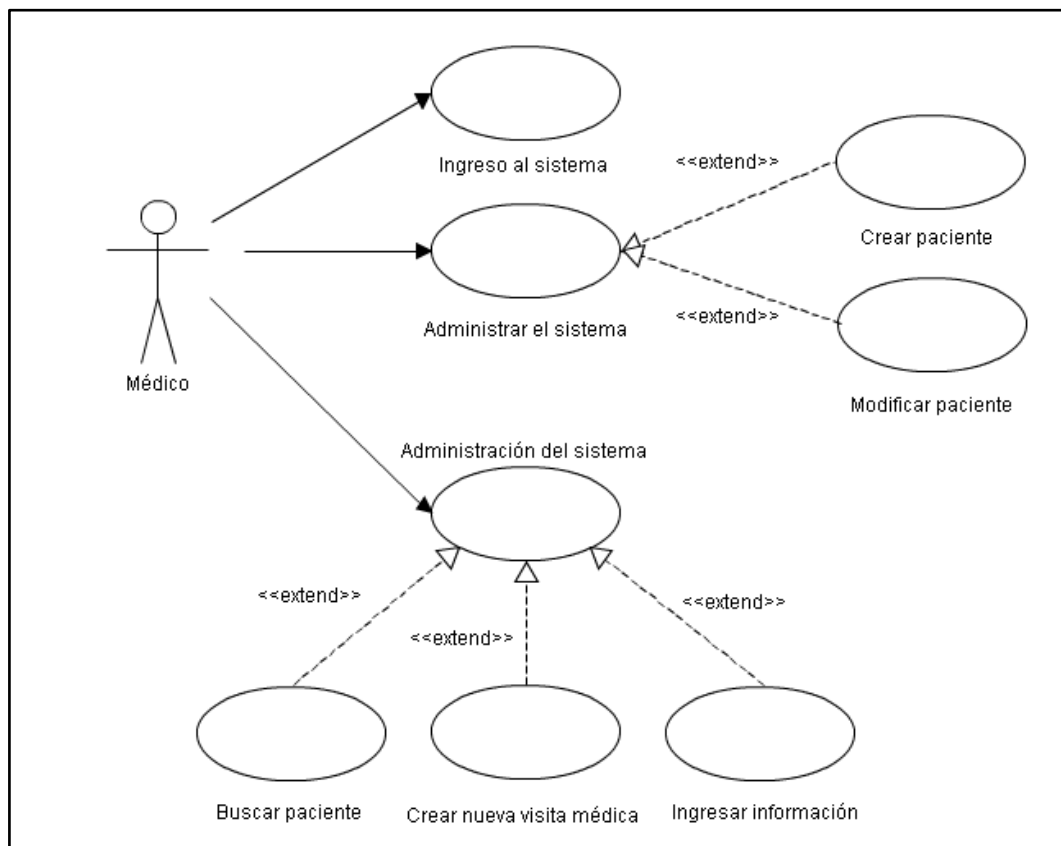 Ingreso al sistema
<<extend>>
Crear paciente
Administrar el sistema
<<extend>>
Médico
Modificar paciente
Administración del sistema
<<extend>>
<<extend>>
<<extend>>
Buscar paciente
Crear nueva visita médica
Ingresar información